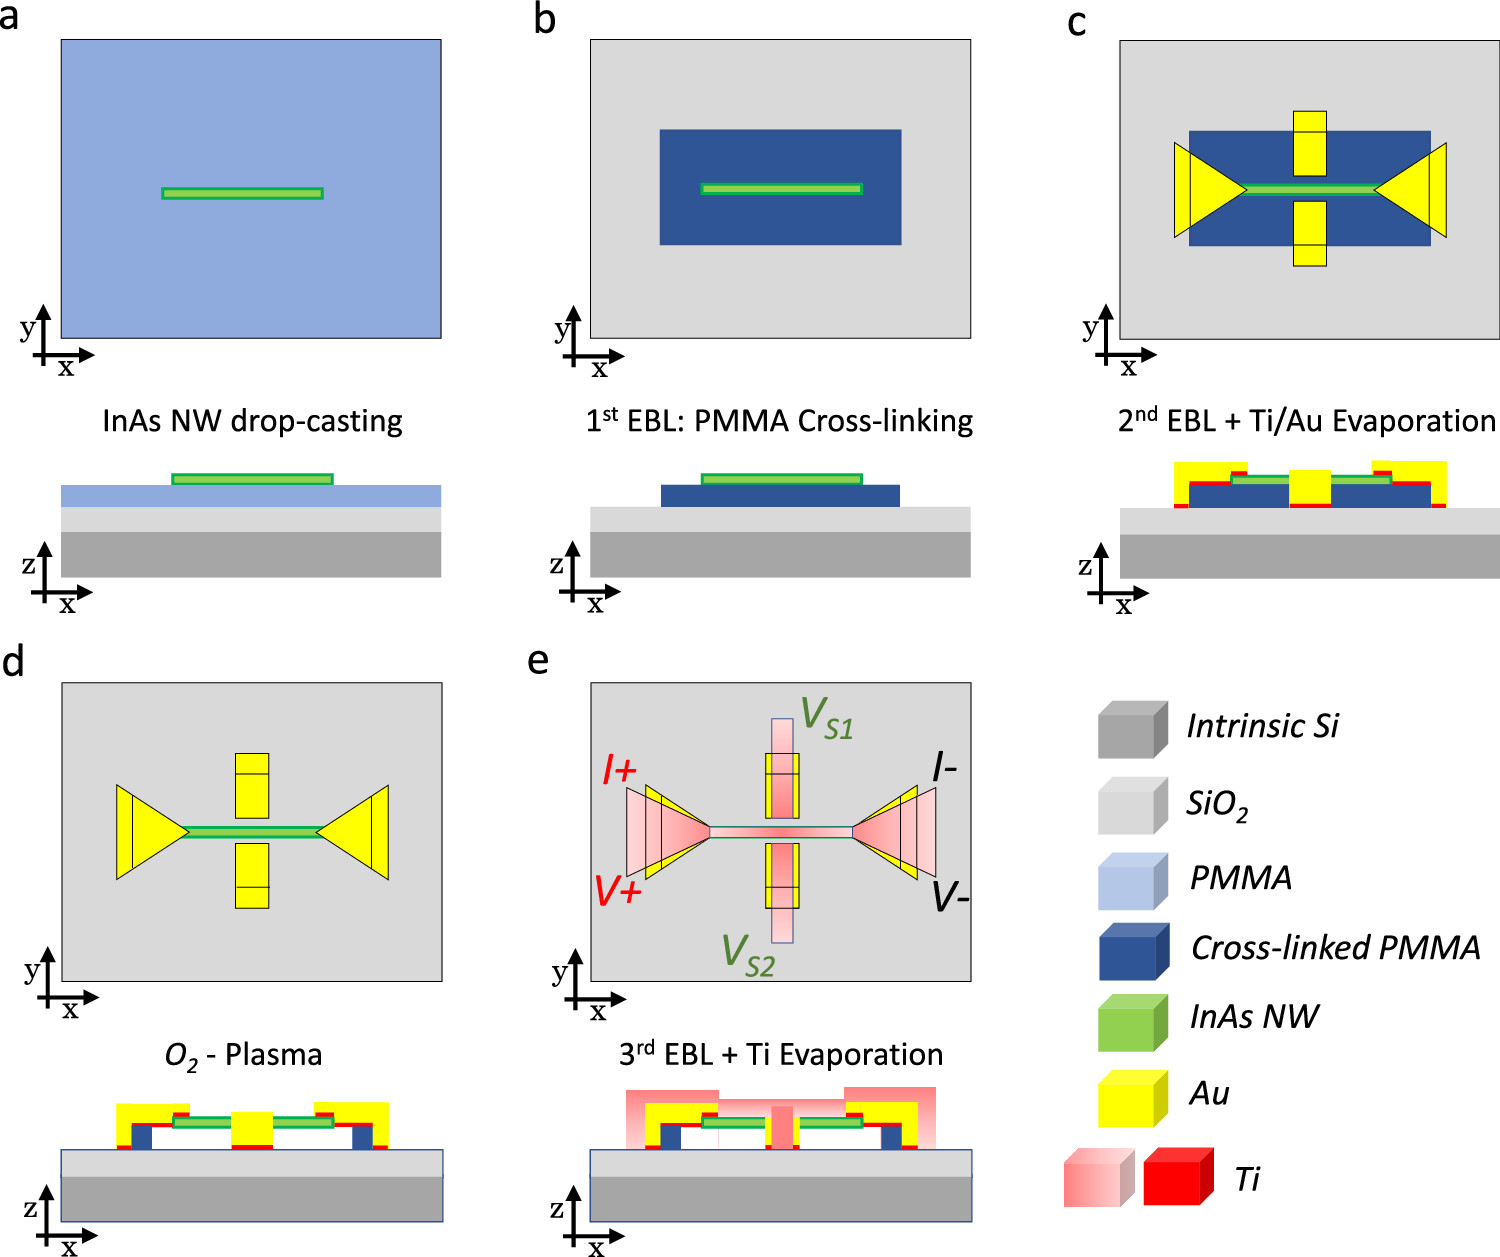 a
y
x
InAs NW drop-casting
z
x
b
y
x
1st EBL: PMMA Cross-linking
z
x
c
y
x
2nd EBL + Ti/Au Evaporation
z
x
d
y
x
O2 - Plasma
z
x
e
VS1
I+
I-
V+
V-
VS2
y
x
3rd EBL + Ti Evaporation
z
x
Intrinsic Si
SiO2
PMMA
Cross-linked PMMA
InAs NW
Au
Ti